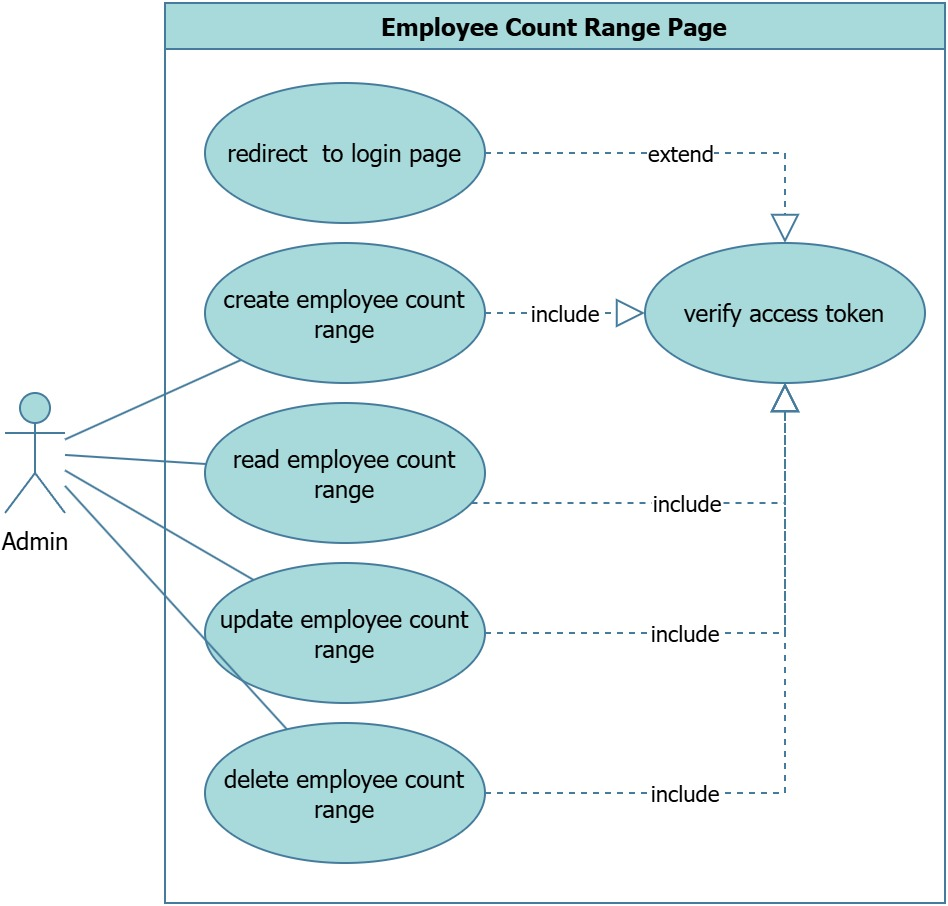 Employee Count Range Page
redirect  to login page
extend
create employee count
range
include
verify access token
read employee count
range
include
Admin
update employee count
range
include
delete employee count
range
include